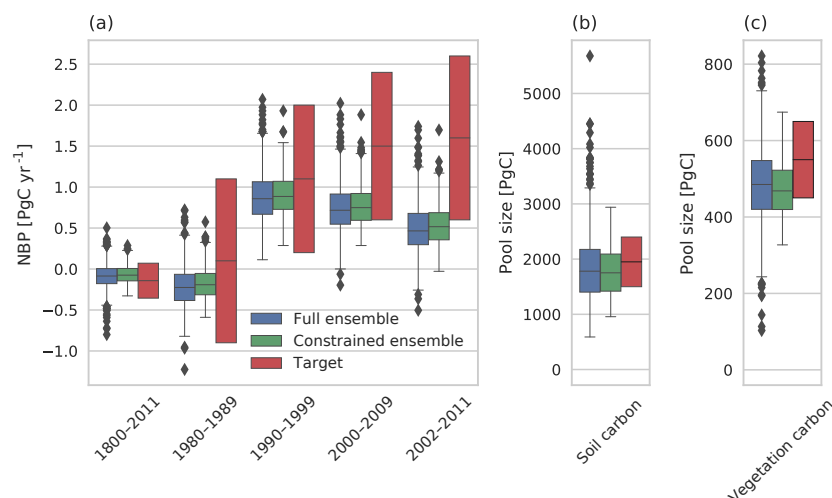 (a)
NBP [PgC yr⁻¹]
2.5
2.0
1.5
1.0
0.5
0.0
−0.5
−1.0
Full ensemble
Constrained ensemble
Target
1800–2011
1980–1989
1990–1999
2000–2009
2002–2011
(b)
Pool size [PgC]
5000
4000
3000
2000
1000
0
Soil carbon
(c)
Pool size [PgC]
800
600
400
200
0
Vegetation carbon